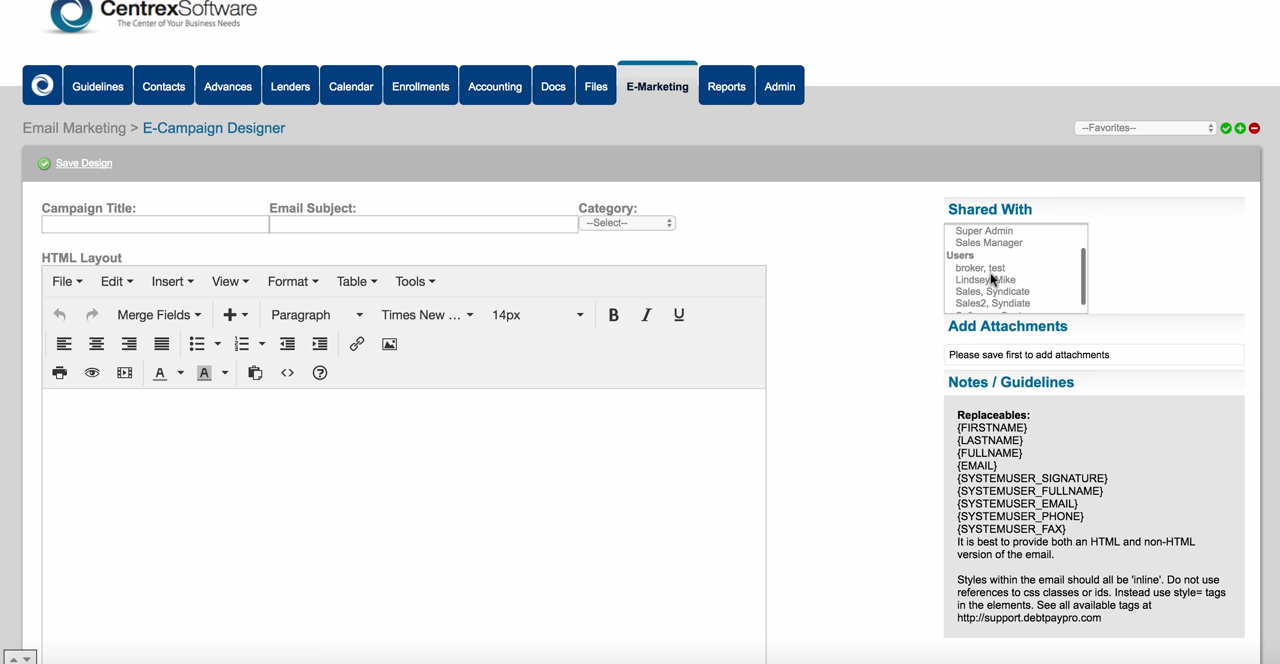 CentrexSoftware
The Center of Your Business Needs
Guidelines Contacts Advances Lenders Calendar Enrollments Accounting Docs Files E-Marketing Reports Admin
Email Marketing > E-Campaign Designer
--Favorites--
Save Design
Campaign Title: Email Subject: Category:
--Select--
HTML Layout
File Edit Insert View Format Table Tools
Merge Fields Paragraph Times New ... 14px B I U
A A
Shared With
Super Admin
Sales Manager
Users
broker, test
Lindsey, Mike
Sales, Syndicate
Sales2, Syndiate
Add Attachments
Please save first to add attachments
Notes / Guidelines
Replaceables:
{FIRSTNAME}
{LASTNAME}
{FULLNAME}
{EMAIL}
{SYSTEMUSER_SIGNATURE}
{SYSTEMUSER_FULLNAME}
{SYSTEMUSER_EMAIL}
{SYSTEMUSER_PHONE}
{SYSTEMUSER_FAX}
It is best to provide both an HTML and non-HTML
version of the email.
Styles within the email should all be 'inline'. Do not use
references to css classes or ids. Instead use style= tags
in the elements. See all available tags at
http://support.debtpaypro.com